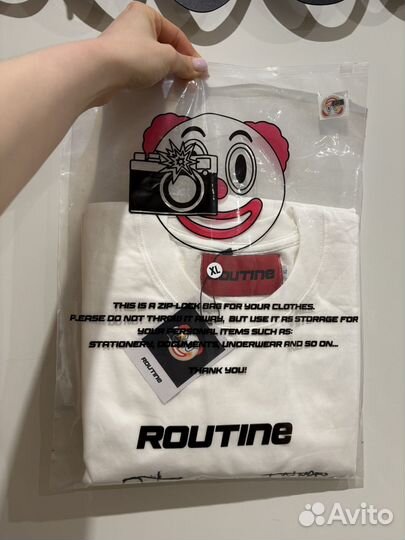 XL
ROUTINE
THIS IS A ZIP-LOCK BAG FOR YOUR CLOTHES.
PLEASE DO NOT THROW IT AWAY, BUT USE IT AS STORAGE FOR
YOUR PERSONAL ITEMS SUCH AS:
STATIONERY, DOCUMENTS, UNDERWEAR AND SO ON...
THANK YOU!
ROUTINE
ROUTINE
Avito